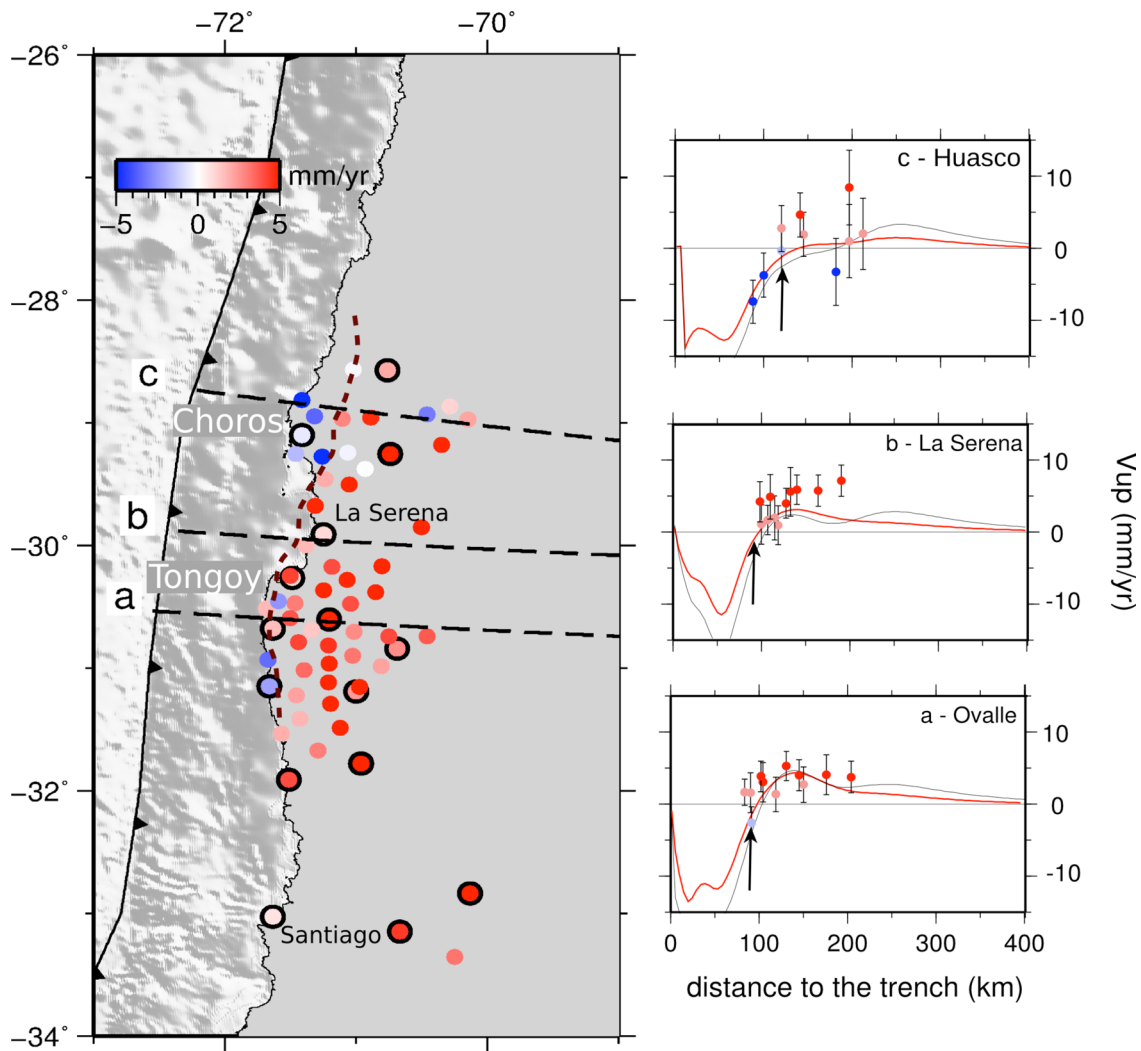 −72˚ −70˚
−26˚
−28˚
−30˚
−32˚
−34˚
mm/yr
−5 0 5
c
Choros
b
La Serena
Tongoy
a
Santiago
c - Huasco
10
0
−10
b - La Serena
10
0
−10
a - Ovalle
10
0
−10
0 100 200 300 400
distance to the trench (km)
Vup (mm/yr)